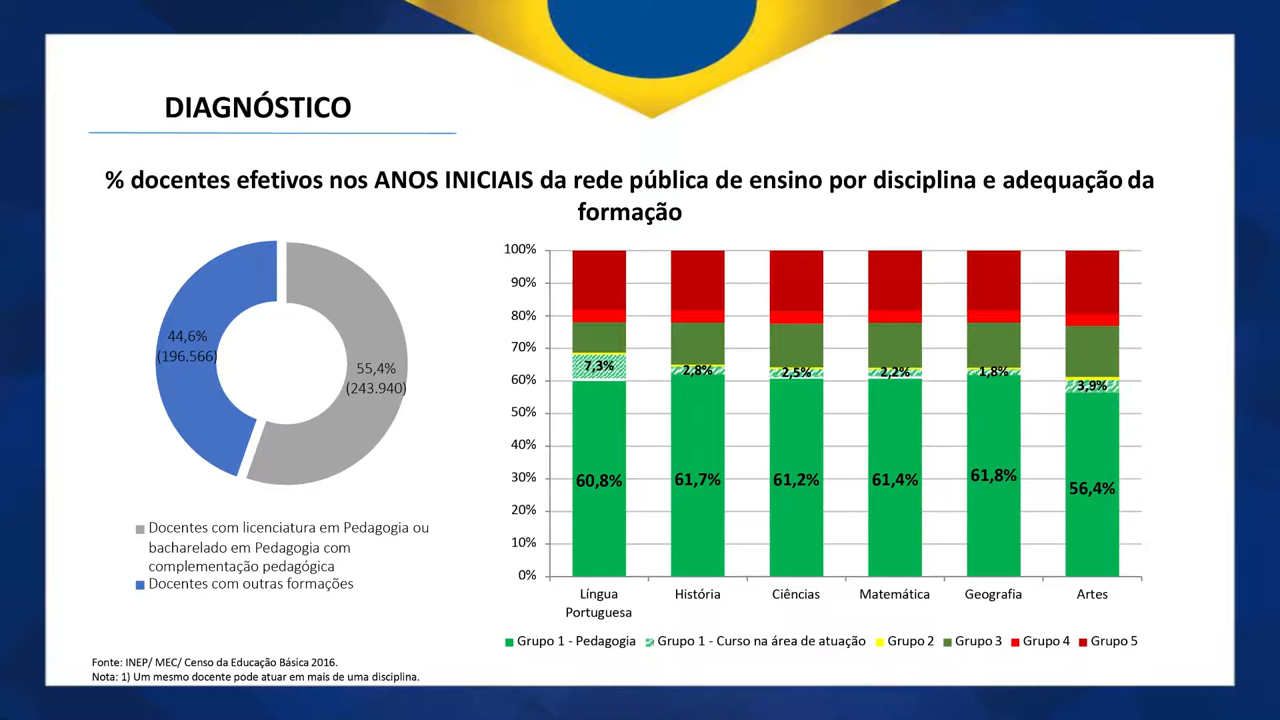 DIAGNÓSTICO
% docentes efetivos nos ANOS INICIAIS da rede pública de ensino por disciplina e adequação da
formação
44,6%
(196.566)
55,4%
(243.940)
Docentes com licenciatura em Pedagogia ou
bacharelado em Pedagogia com
complementação pedagógica
Docentes com outras formações
100%
90%
80%
70%
60%
50%
40%
30%
20%
10%
0%
7,3%
2,8%
2,5%
2,2%
1,8%
3,9%
60,8%
61,7%
61,2%
61,4%
61,8%
56,4%
Língua
Portuguesa
História
Ciências
Matemática
Geografia
Artes
Grupo 1 - Pedagogia
Grupo 1 - Curso na área de atuação
Grupo 2
Grupo 3
Grupo 4
Grupo 5
Fonte: INEP/ MEC/ Censo da Educação Básica 2016.
Nota: 1) Um mesmo docente pode atuar em mais de uma disciplina.